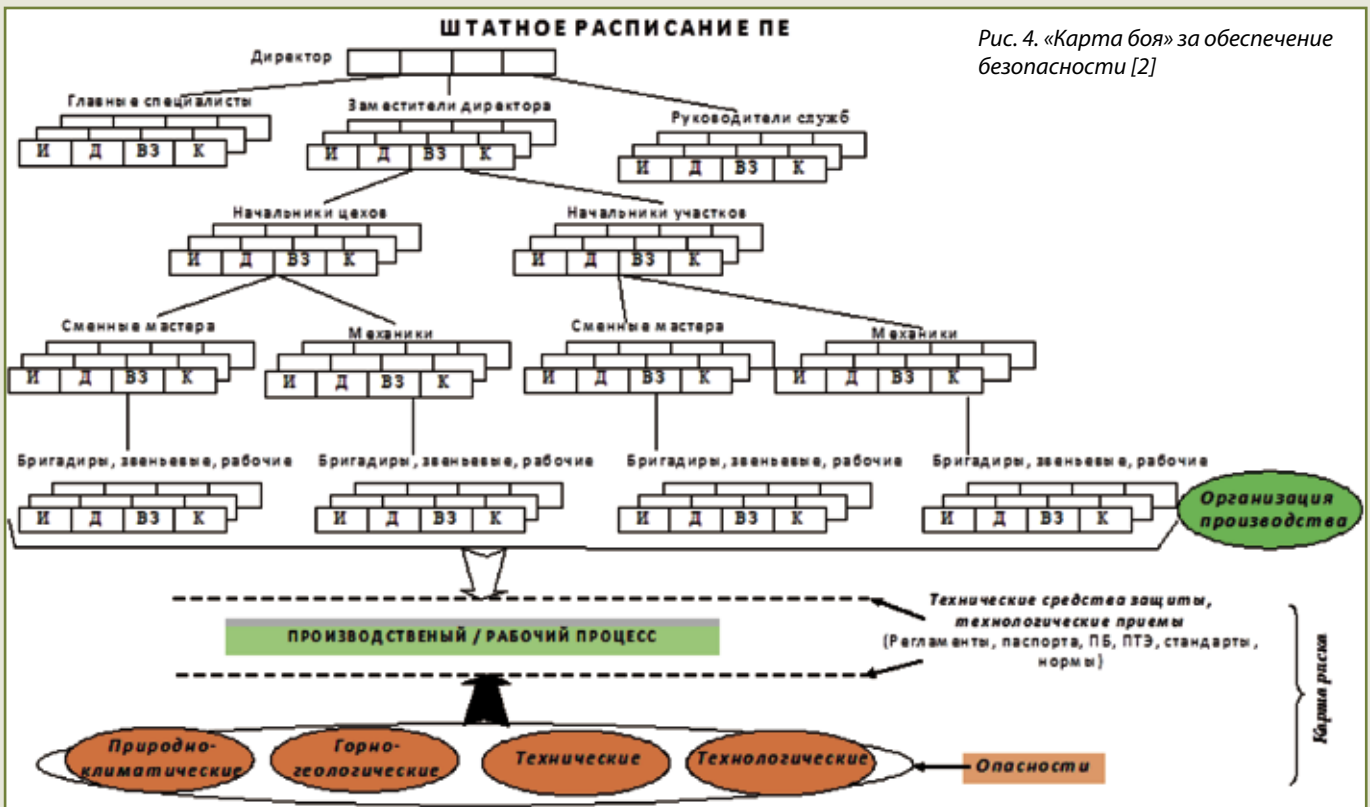 ШТАТНОЕ РАСПИСАНИЕ ПЕ
Рис. 4. «Карта боя» за обеспечение
безопасности [2]
Директор
Главные специалисты
Заместители директора
Руководители служб
И Д ВЗ К
И Д ВЗ К
И Д ВЗ К
Начальники цехов
Начальники участков
И Д ВЗ К
И Д ВЗ К
Сменные мастера
Механики
Сменные мастера
Механики
И Д ВЗ К
И Д ВЗ К
И Д ВЗ К
И Д ВЗ К
Бригадиры, звеньевые, рабочие
Бригадиры, звеньевые, рабочие
Бригадиры, звеньевые, рабочие
Бригадиры, звеньевые, рабочие
И Д ВЗ К
И Д ВЗ К
И Д ВЗ К
И Д ВЗ К
Организация
производства
Технические средства защиты,
технологические приемы
(Регламенты, паспорта, ПБ, ПТЭ, стандарты,
нормы)
ПРОИЗВОДСТВЕНЫЙ / РАБОЧИЙ ПРОЦЕСС
Карта риска
Природно-
климатические
Горно-
геологические
Технические
Технологические
Опасности